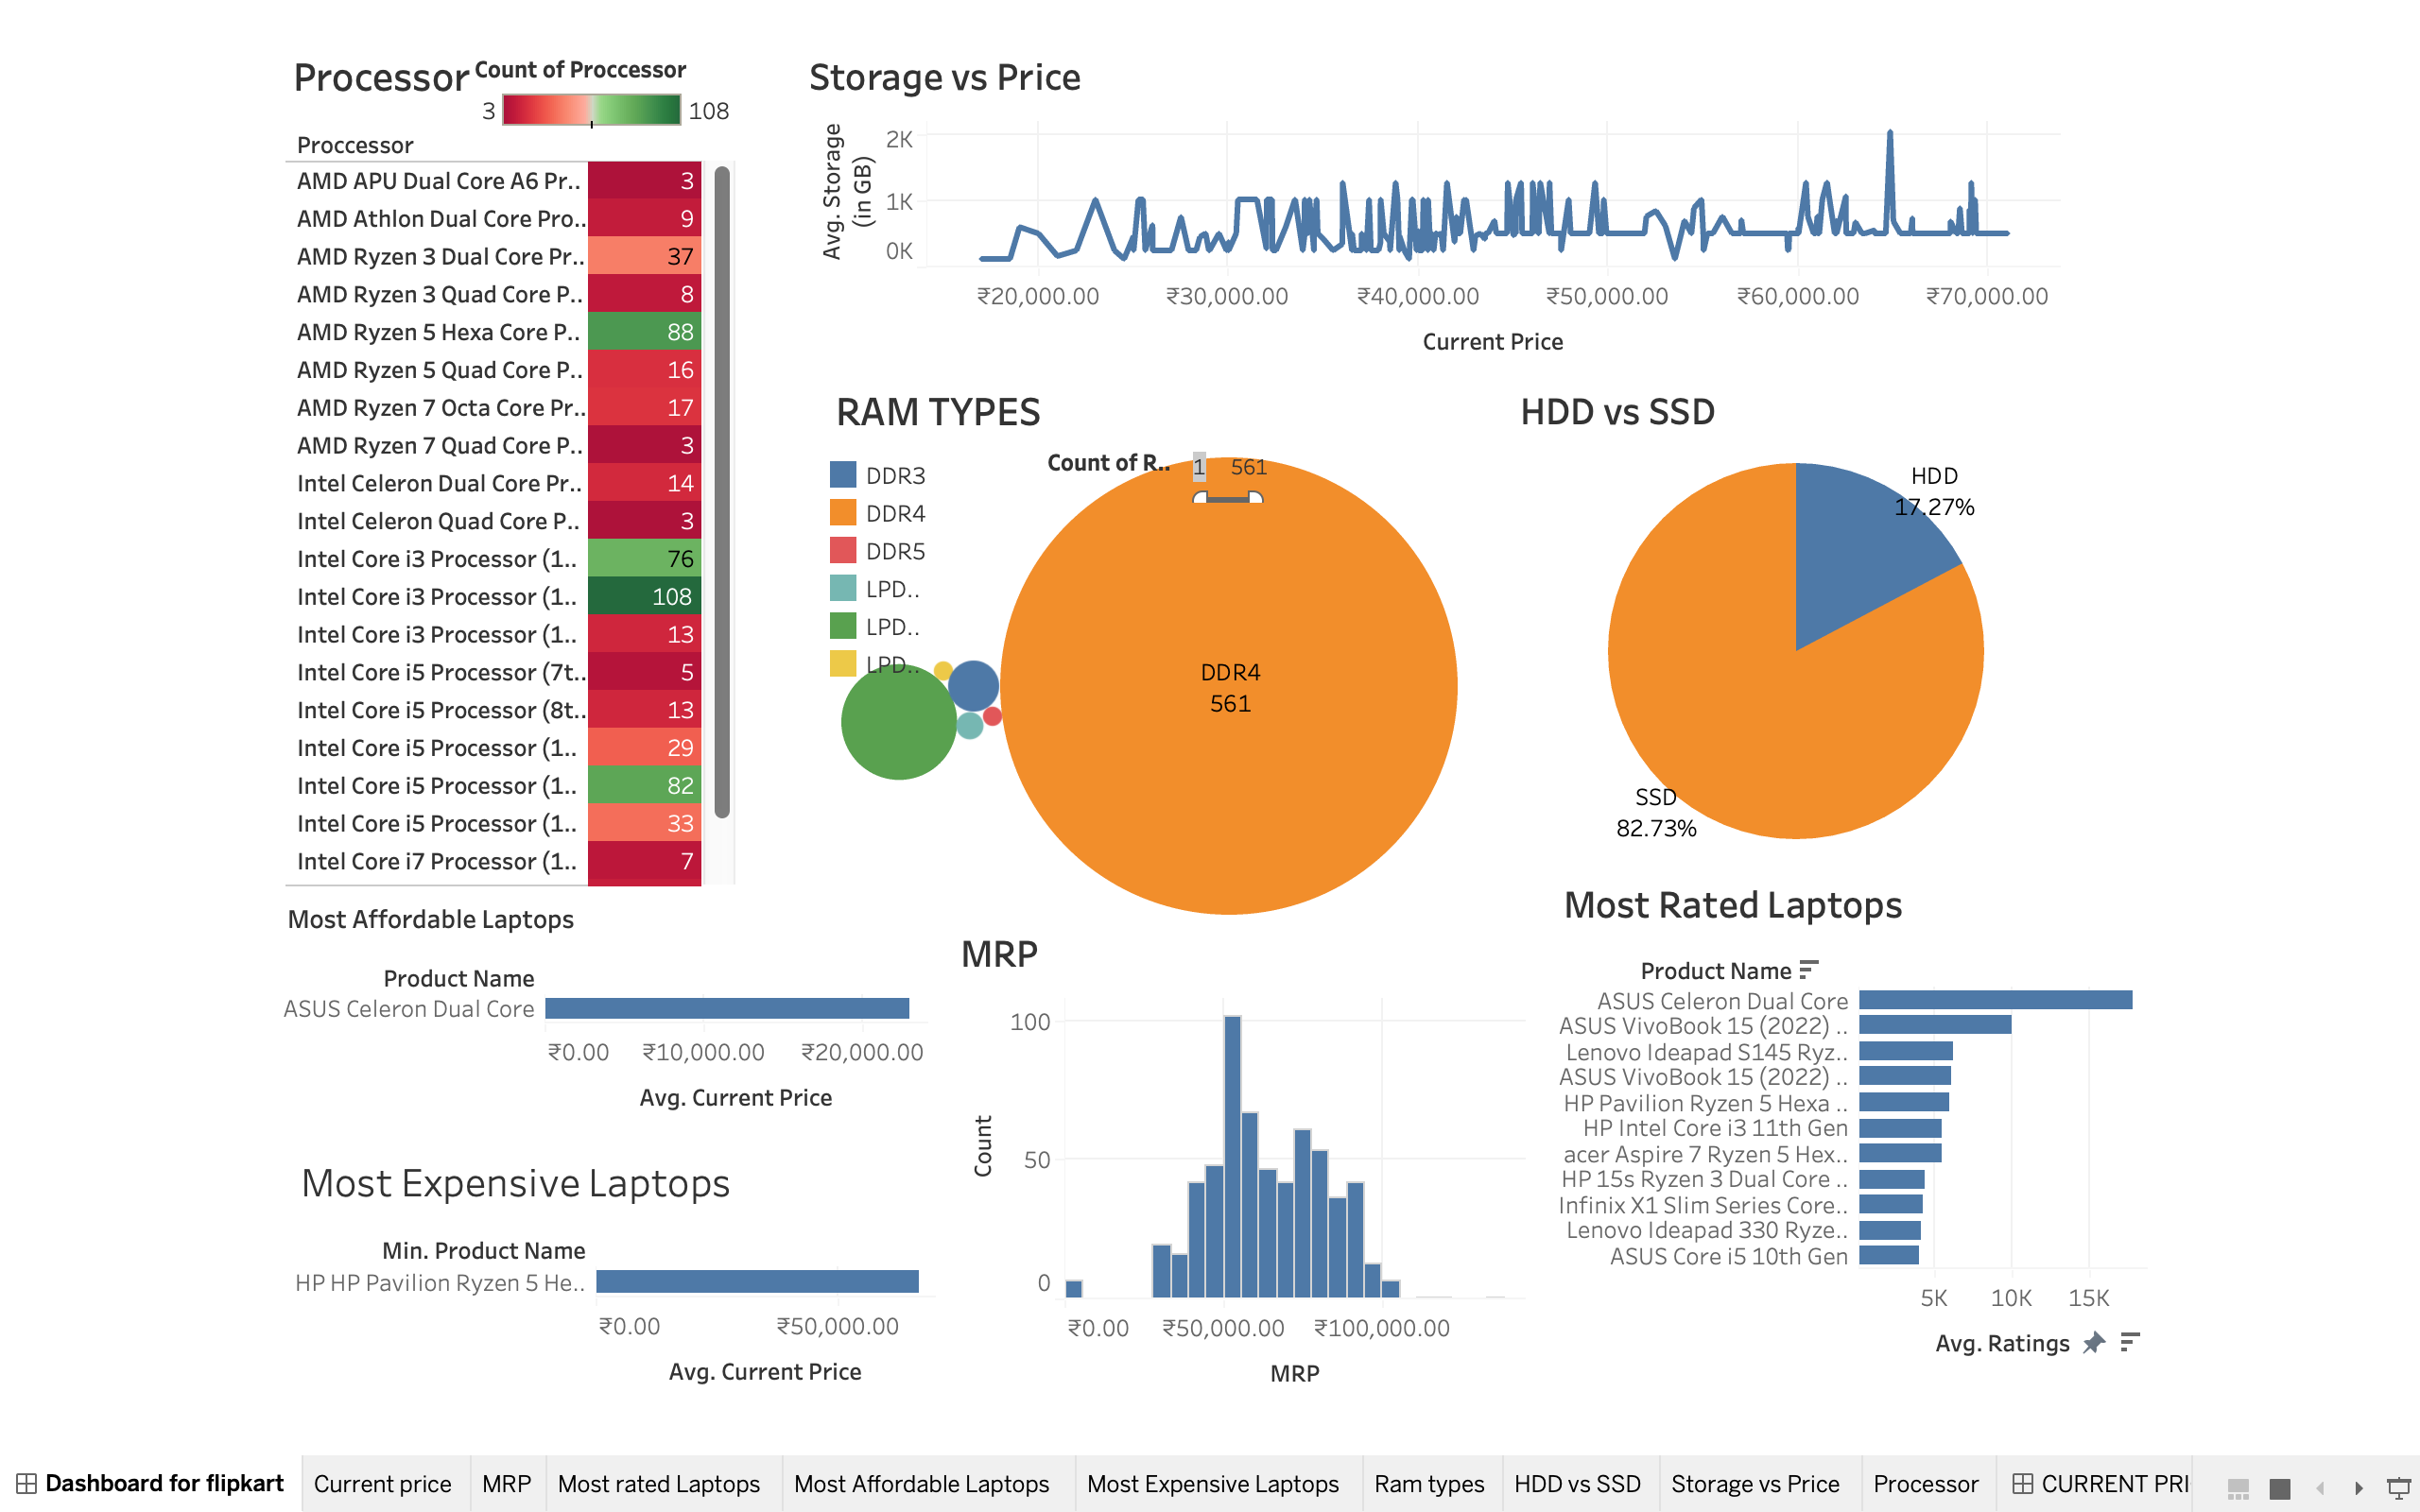 Processor
Count of Proccessor
3 108
Proccessor
AMD APU Dual Core A6 Pr.. 3
AMD Athlon Dual Core Pro.. 9
AMD Ryzen 3 Dual Core Pr.. 37
AMD Ryzen 3 Quad Core P.. 8
AMD Ryzen 5 Hexa Core P.. 88
AMD Ryzen 5 Quad Core P.. 16
AMD Ryzen 7 Octa Core Pr.. 17
AMD Ryzen 7 Quad Core P.. 3
Intel Celeron Dual Core Pr.. 14
Intel Celeron Quad Core P.. 3
Intel Core i3 Processor (1.. 76
Intel Core i3 Processor (1.. 108
Intel Core i3 Processor (1.. 13
Intel Core i5 Processor (7t.. 5
Intel Core i5 Processor (8t.. 13
Intel Core i5 Processor (1.. 29
Intel Core i5 Processor (1.. 82
Intel Core i5 Processor (1.. 33
Intel Core i7 Processor (1.. 7
Storage vs Price
Avg. Storage
(in GB)
2K
1K
0K
₹20,000.00 ₹30,000.00 ₹40,000.00 ₹50,000.00 ₹60,000.00 ₹70,000.00
Current Price
RAM TYPES
DDR3
DDR4
DDR5
LPD..
LPD..
LPD..
Count of R..
1 561
DDR4
561
HDD vs SSD
HDD
17.27%
SSD
82.73%
Most Affordable Laptops
Product Name
ASUS Celeron Dual Core
₹0.00 ₹10,000.00 ₹20,000.00
Avg. Current Price
Most Expensive Laptops
Min. Product Name
HP HP Pavilion Ryzen 5 He..
₹0.00 ₹50,000.00
Avg. Current Price
MRP
Count
100
50
0
₹0.00 ₹50,000.00 ₹100,000.00
MRP
Most Rated Laptops
Product Name
ASUS Celeron Dual Core
ASUS VivoBook 15 (2022) ..
Lenovo Ideapad S145 Ryz..
ASUS VivoBook 15 (2022) ..
HP Pavilion Ryzen 5 Hexa ..
HP Intel Core i3 11th Gen
acer Aspire 7 Ryzen 5 Hex..
HP 15s Ryzen 3 Dual Core ..
Infinix X1 Slim Series Core..
Lenovo Ideapad 330 Ryze..
ASUS Core i5 10th Gen
5K 10K 15K
Avg. Ratings
Dashboard for flipkart Current price MRP Most rated Laptops Most Affordable Laptops Most Expensive Laptops Ram types HDD vs SSD Storage vs Price Processor CURRENT PRI